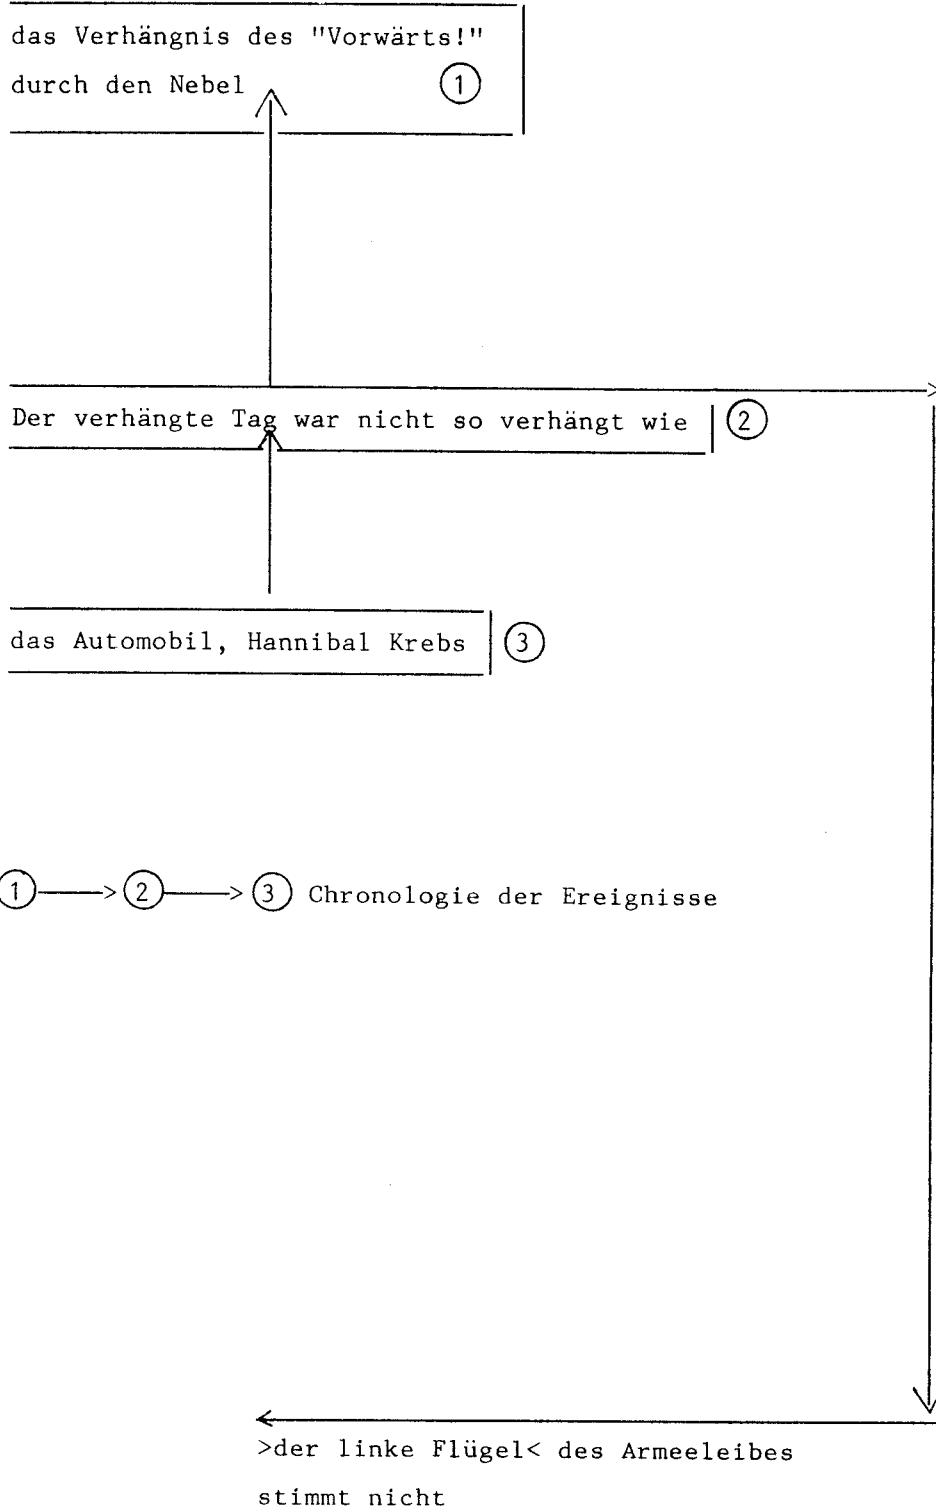 das Verhängnis des "Vorwärts!"
durch den Nebel 1
Der verhängte Tag war nicht so verhängt wie 2
das Automobil, Hannibal Krebs 3
1 > 2 > 3 Chronologie der Ereignisse
>der linke Flügel< des Armeeleibes
stimmt nicht